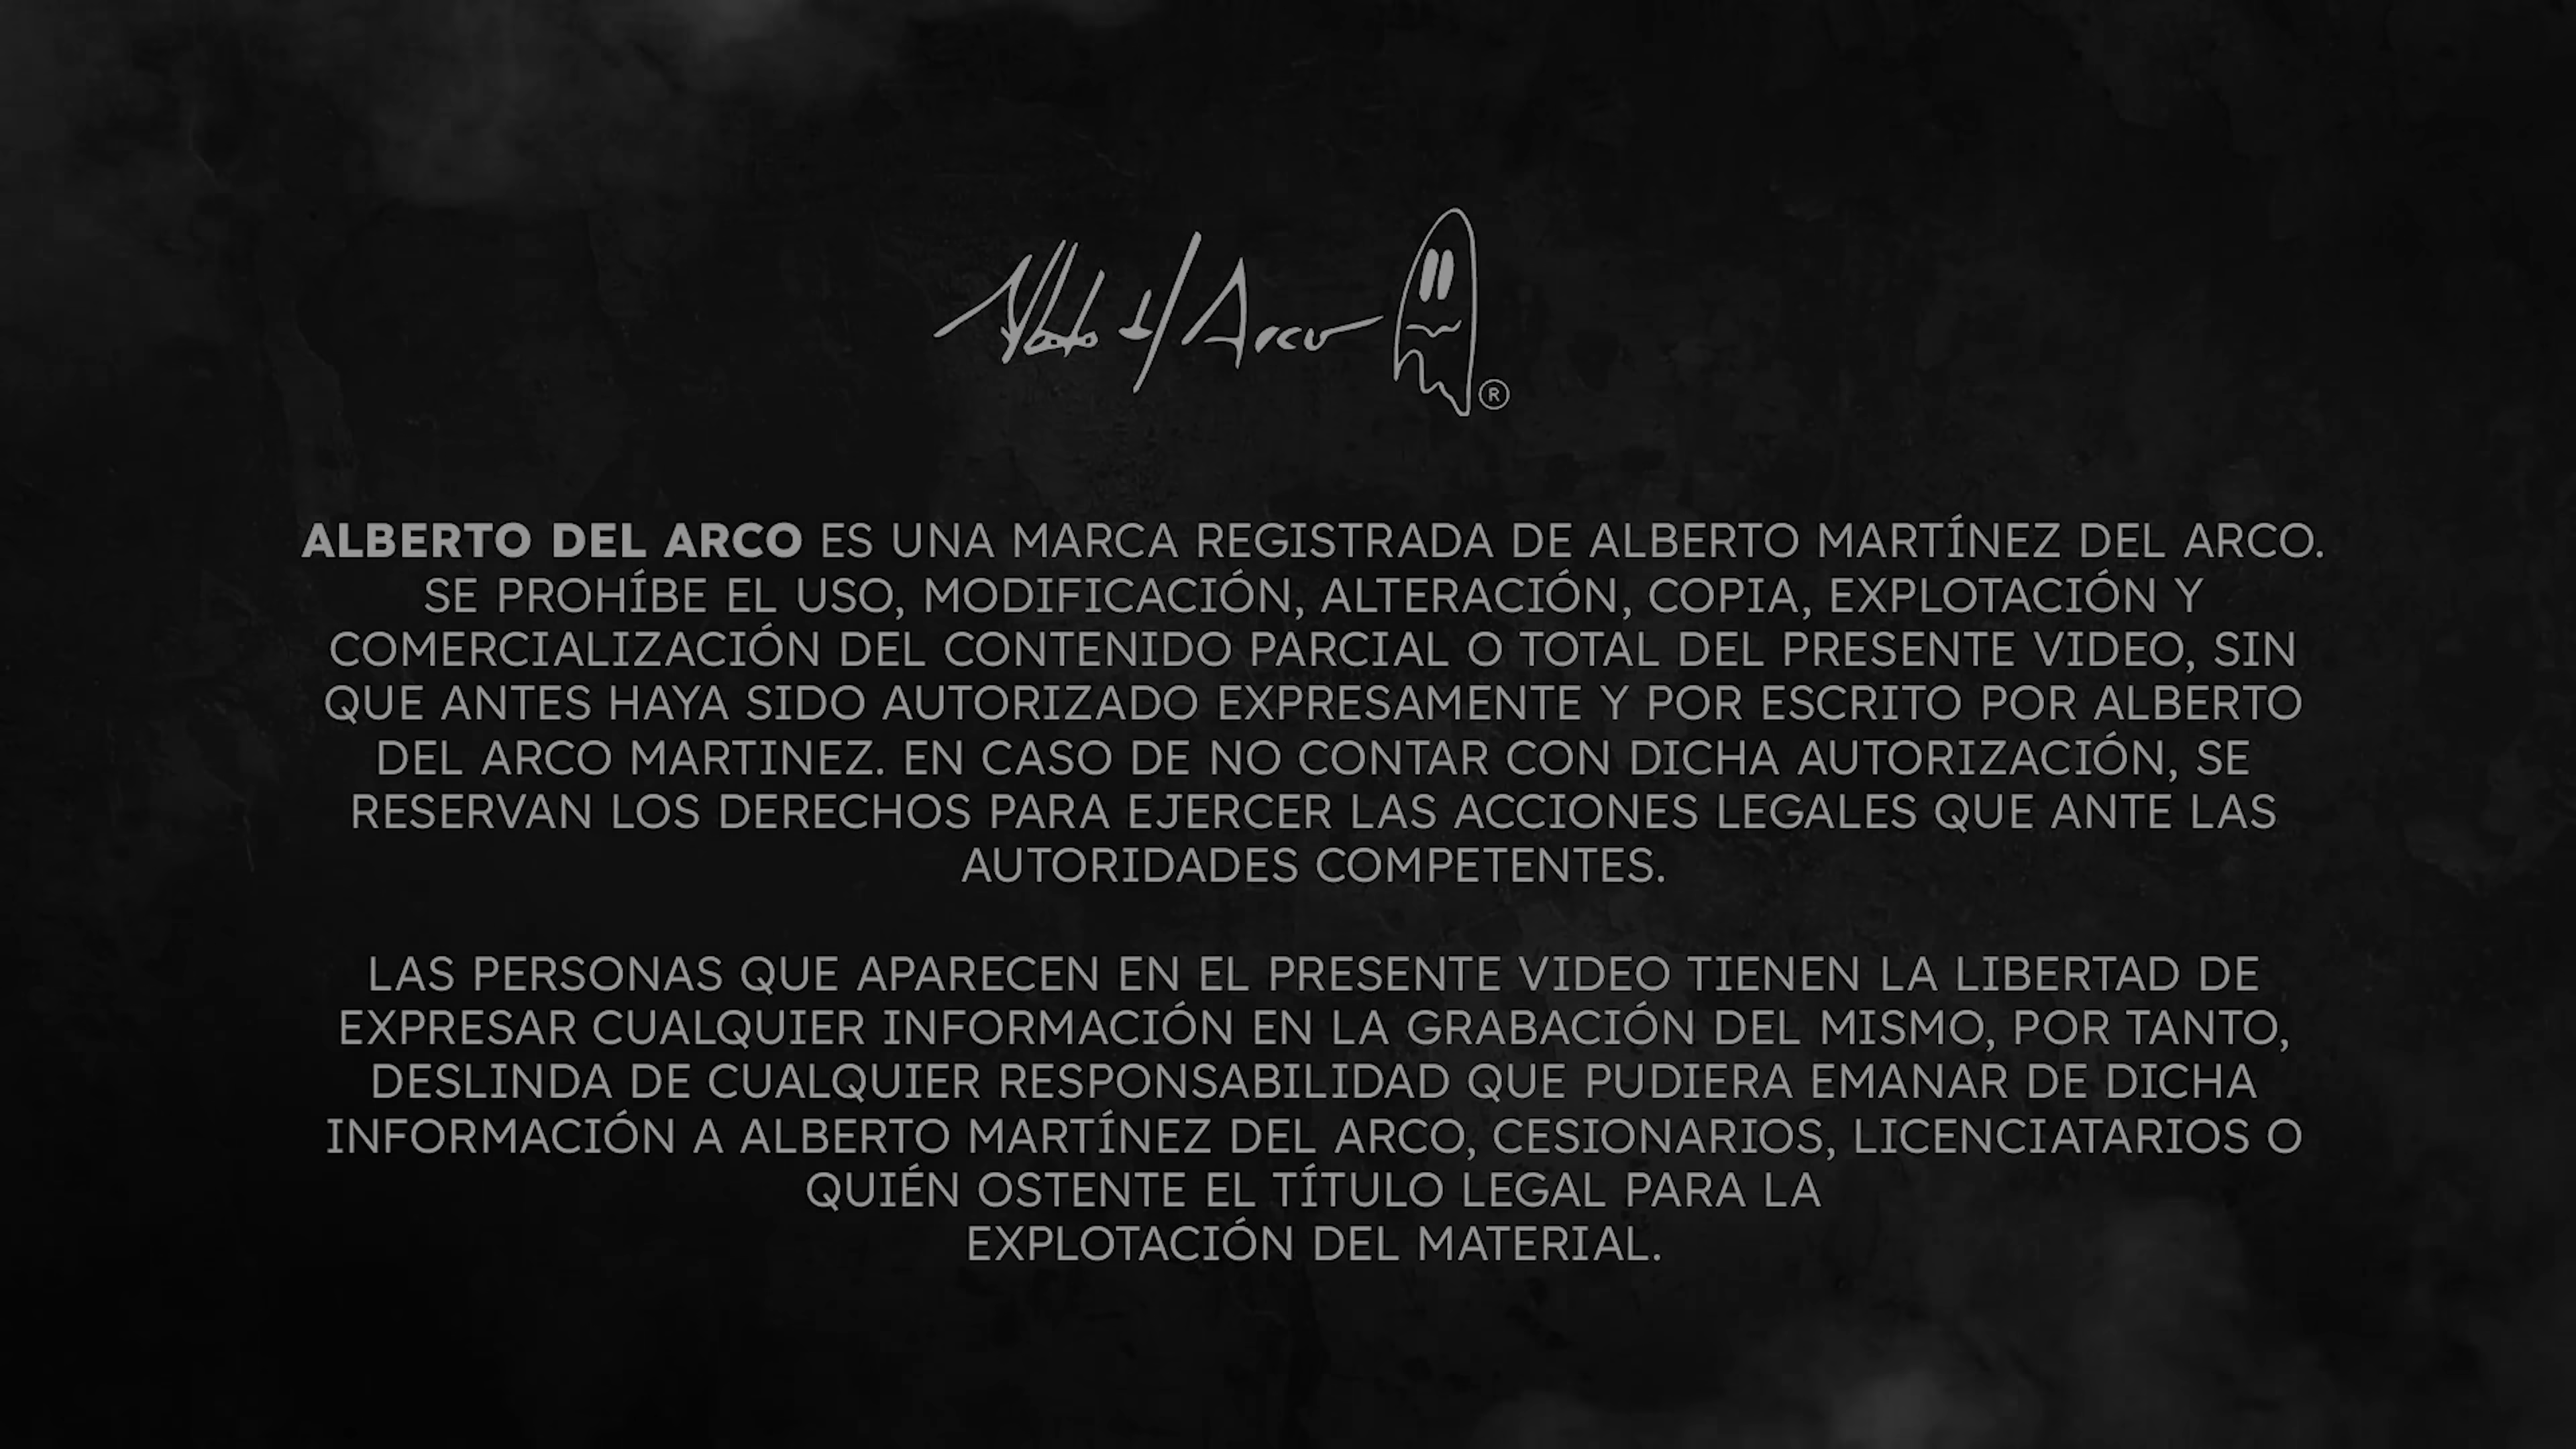 Alberto del Arco
®
ALBERTO DEL ARCO ES UNA MARCA REGISTRADA DE ALBERTO MARTÍNEZ DEL ARCO.
SE PROHÍBE EL USO, MODIFICACIÓN, ALTERACIÓN, COPIA, EXPLOTACIÓN Y
COMERCIALIZACIÓN DEL CONTENIDO PARCIAL O TOTAL DEL PRESENTE VIDEO, SIN
QUE ANTES HAYA SIDO AUTORIZADO EXPRESAMENTE Y POR ESCRITO POR ALBERTO
DEL ARCO MARTINEZ. EN CASO DE NO CONTAR CON DICHA AUTORIZACIÓN, SE
RESERVAN LOS DERECHOS PARA EJERCER LAS ACCIONES LEGALES QUE ANTE LAS
AUTORIDADES COMPETENTES.
LAS PERSONAS QUE APARECEN EN EL PRESENTE VIDEO TIENEN LA LIBERTAD DE
EXPRESAR CUALQUIER INFORMACIÓN EN LA GRABACIÓN DEL MISMO, POR TANTO,
DESLINDA DE CUALQUIER RESPONSABILIDAD QUE PUDIERA EMANAR DE DICHA
INFORMACIÓN A ALBERTO MARTÍNEZ DEL ARCO, CESIONARIOS, LICENCIATARIOS O
QUIÉN OSTENTE EL TÍTULO LEGAL PARA LA
EXPLOTACIÓN DEL MATERIAL.